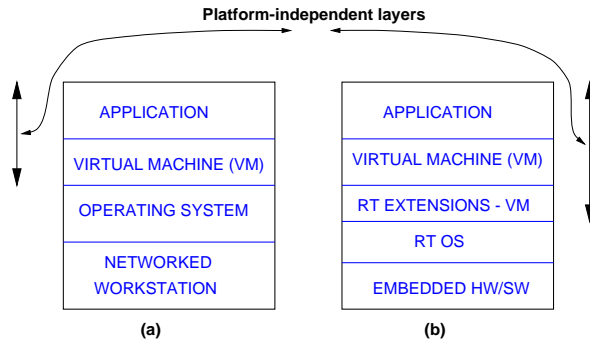 Platform-independent layers
APPLICATION
VIRTUAL MACHINE (VM)
OPERATING SYSTEM
NETWORKED
WORKSTATION
(a)
APPLICATION
VIRTUAL MACHINE (VM)
RT EXTENSIONS - VM
RT OS
EMBEDDED HW/SW
(b)